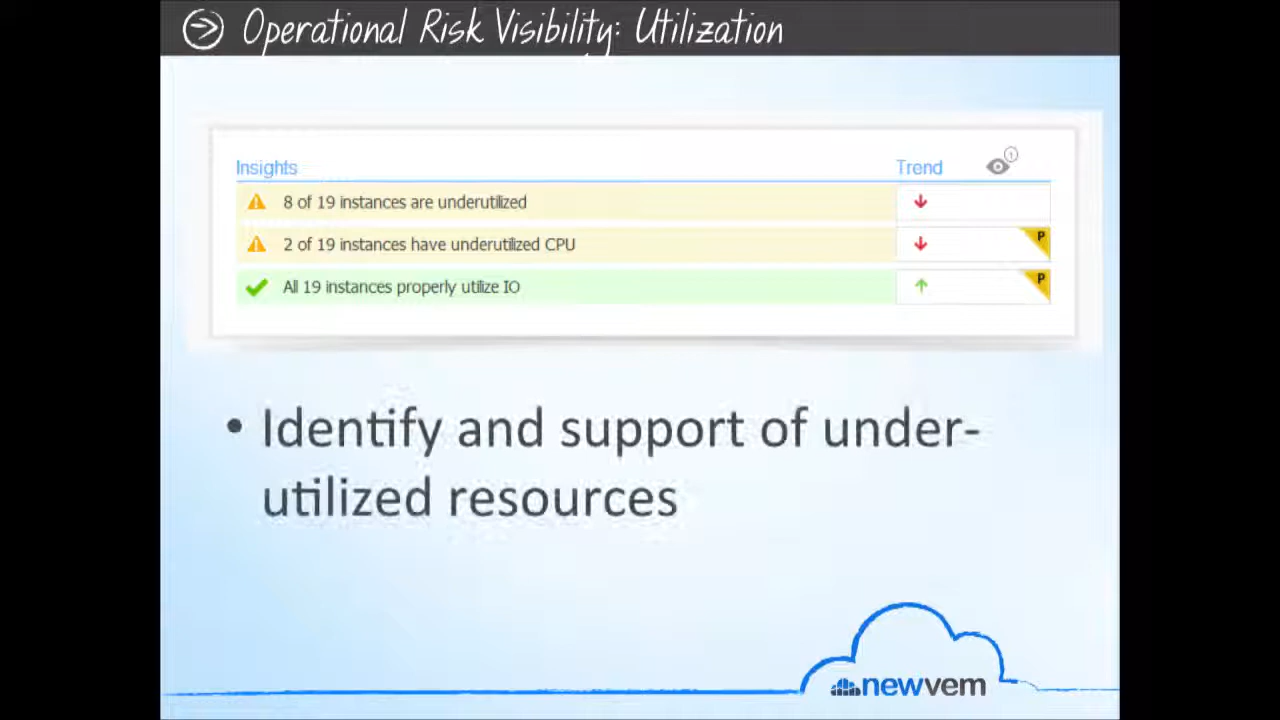 Operational Risk Visibility: Utilization
Insights Trend 1
8 of 19 instances are underutilized
2 of 19 instances have underutilized CPU
P
All 19 instances properly utilize IO
P
• Identify and support of under-
utilized resources
newvem